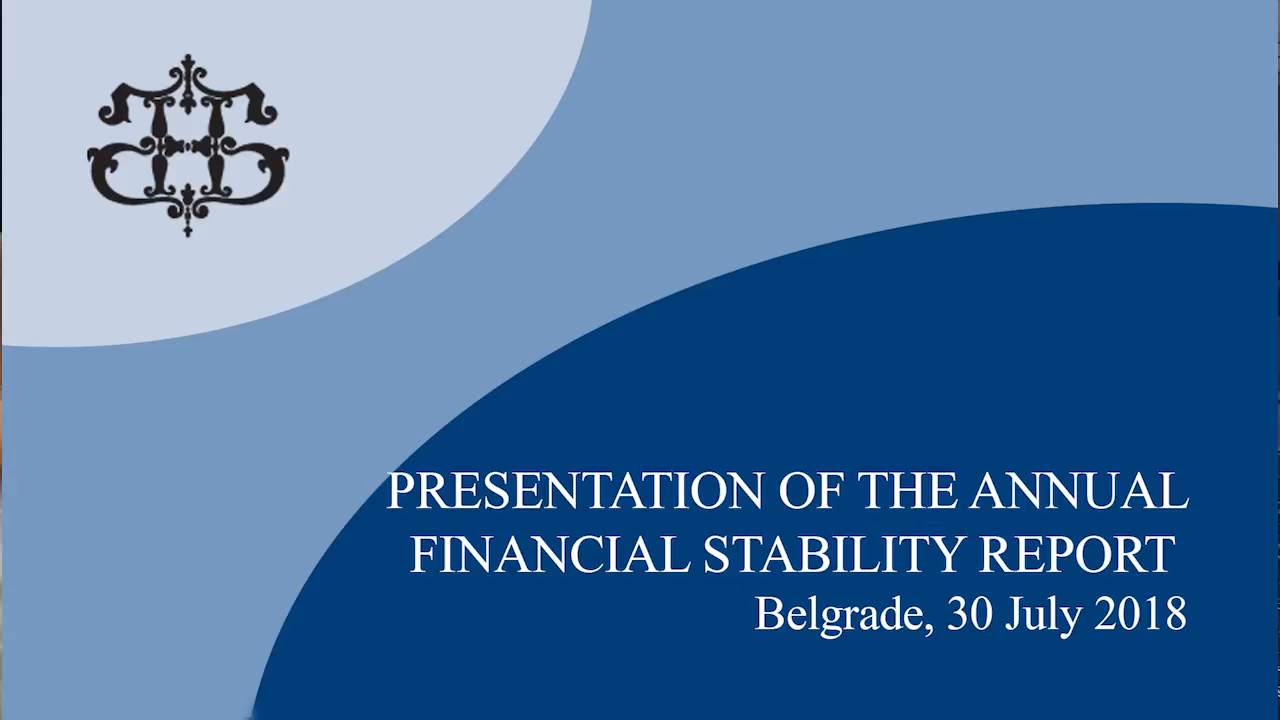 PRESENTATION OF THE ANNUAL
FINANCIAL STABILITY REPORT
Belgrade, 30 July 2018